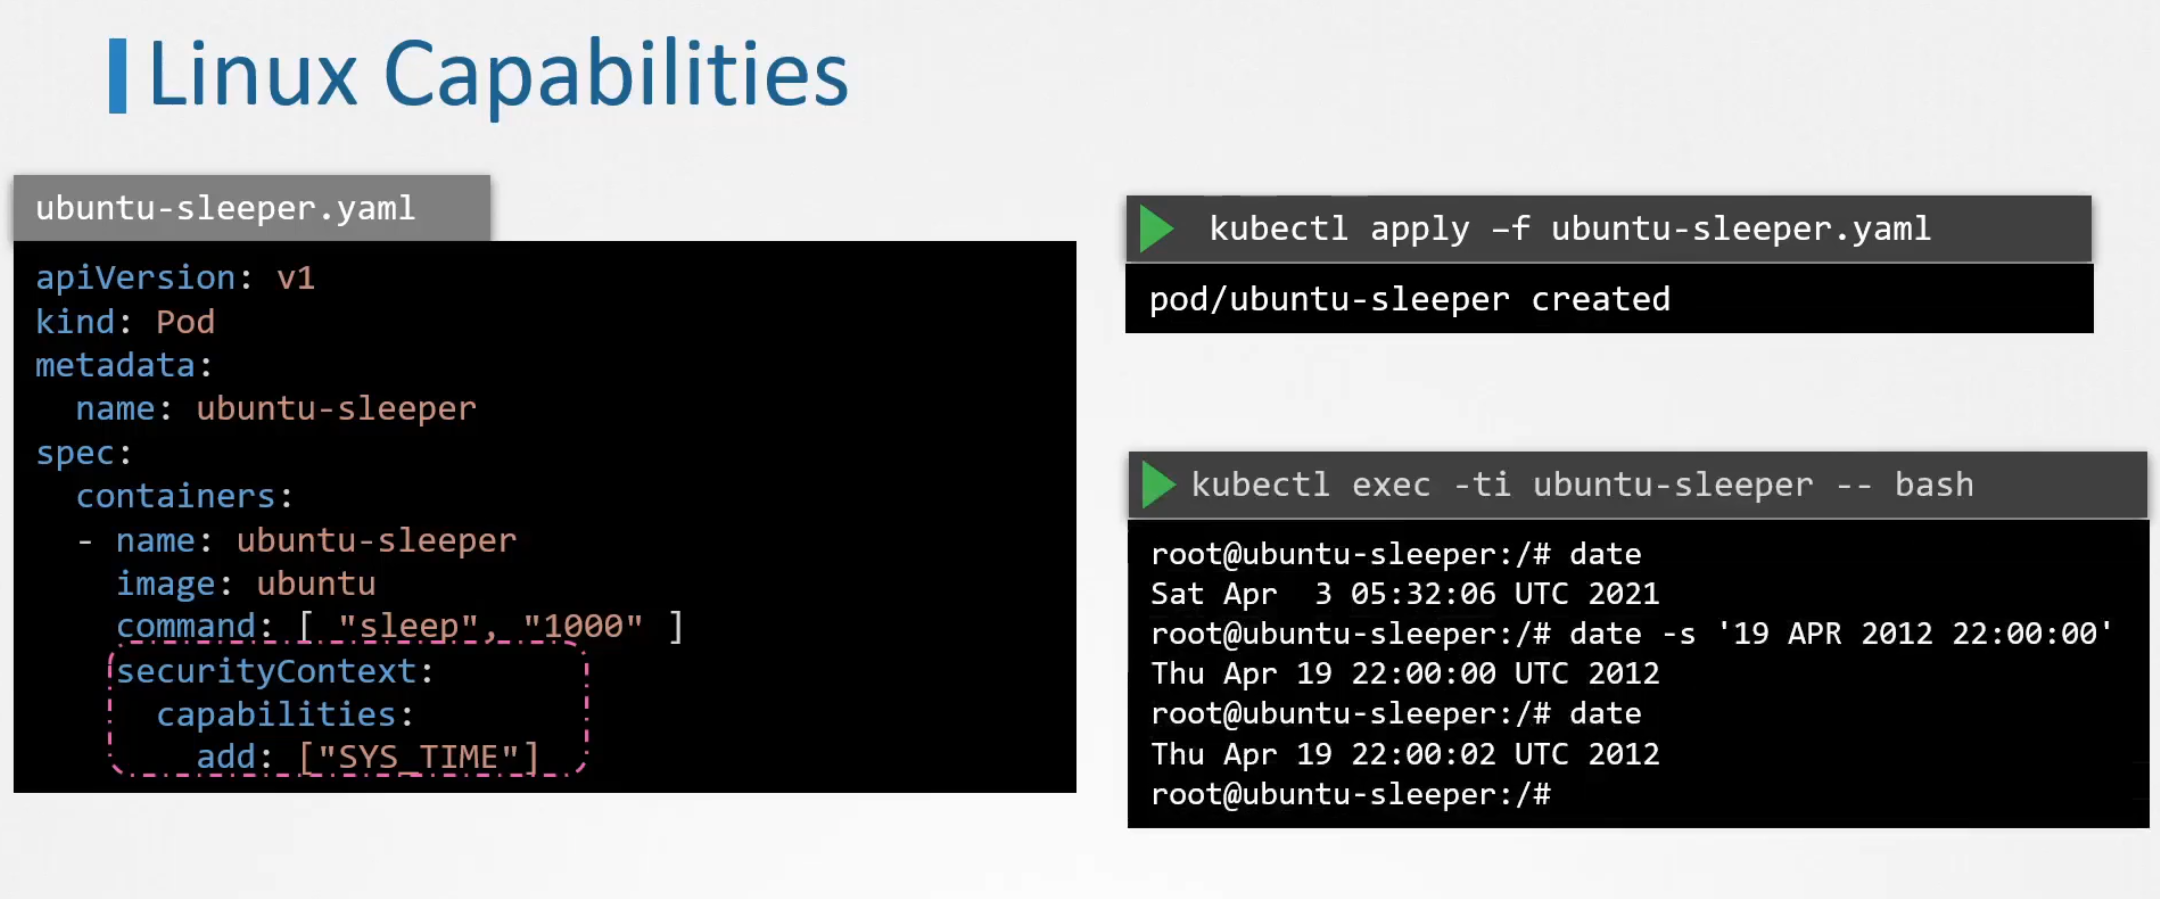 Linux Capabilities
ubuntu-sleeper.yaml
apiVersion: v1
kind: Pod
metadata:
  name: ubuntu-sleeper
spec:
  containers:
  - name: ubuntu-sleeper
    image: ubuntu
    command: [ "sleep", "1000" ]
    securityContext:
      capabilities:
        add: ["SYS_TIME"]
kubectl apply –f ubuntu-sleeper.yaml
pod/ubuntu-sleeper created
kubectl exec -ti ubuntu-sleeper -- bash
root@ubuntu-sleeper:/# date
Sat Apr  3 05:32:06 UTC 2021
root@ubuntu-sleeper:/# date -s '19 APR 2012 22:00:00'
Thu Apr 19 22:00:00 UTC 2012
root@ubuntu-sleeper:/# date
Thu Apr 19 22:00:02 UTC 2012
root@ubuntu-sleeper:/#